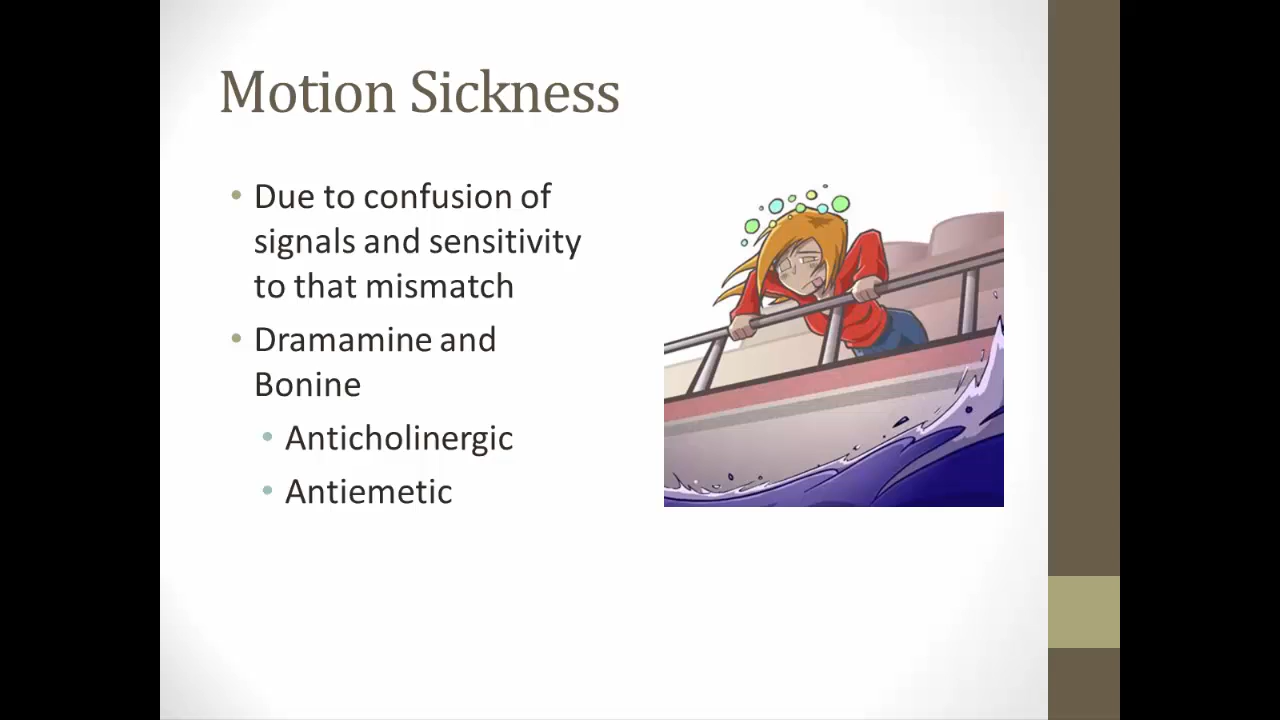 Motion Sickness
• Due to confusion of
signals and sensitivity
to that mismatch
• Dramamine and
Bonine
• Anticholinergic
• Antiemetic